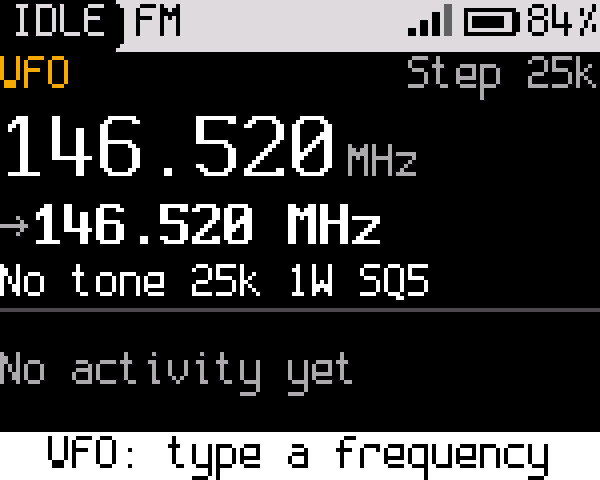 IDLE FM 84%
VFO Step 25k
146.520 MHz
→146.520 MHz
No tone 25k 1W SQ5
No activity yet
VFO: type a frequency